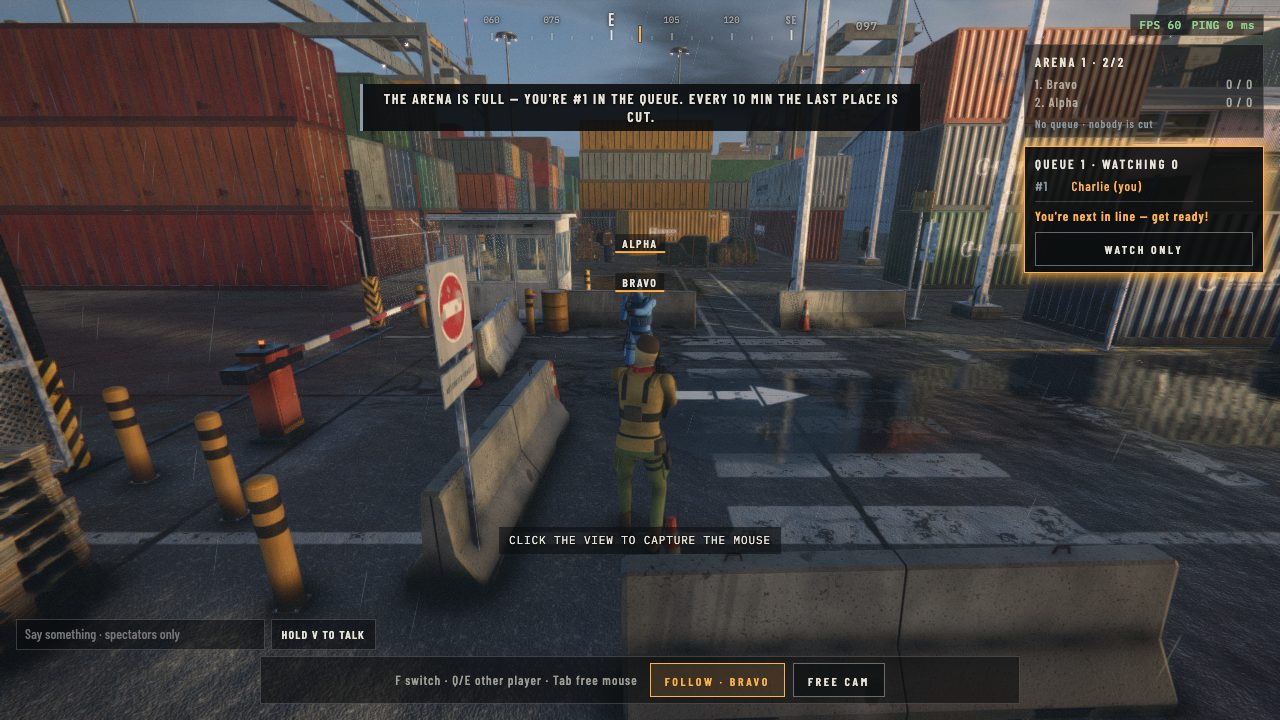 060 075 E 105 120 SE 097
FPS 60 PING 0 ms
ARENA 1 · 2/2
1. Bravo 0 / 0
2. Alpha 0 / 0
No queue · nobody is cut
THE ARENA IS FULL — YOU'RE #1 IN THE QUEUE. EVERY 10 MIN THE LAST PLACE IS
CUT.
QUEUE 1 · WATCHING 0
#1 Charlie (you)
You're next in line — get ready!
WATCH ONLY
ALPHA
BRAVO
CLICK THE VIEW TO CAPTURE THE MOUSE
Say something · spectators only
HOLD V TO TALK
F switch · Q/E other player · Tab free mouse
FOLLOW · BRAVO
FREE CAM